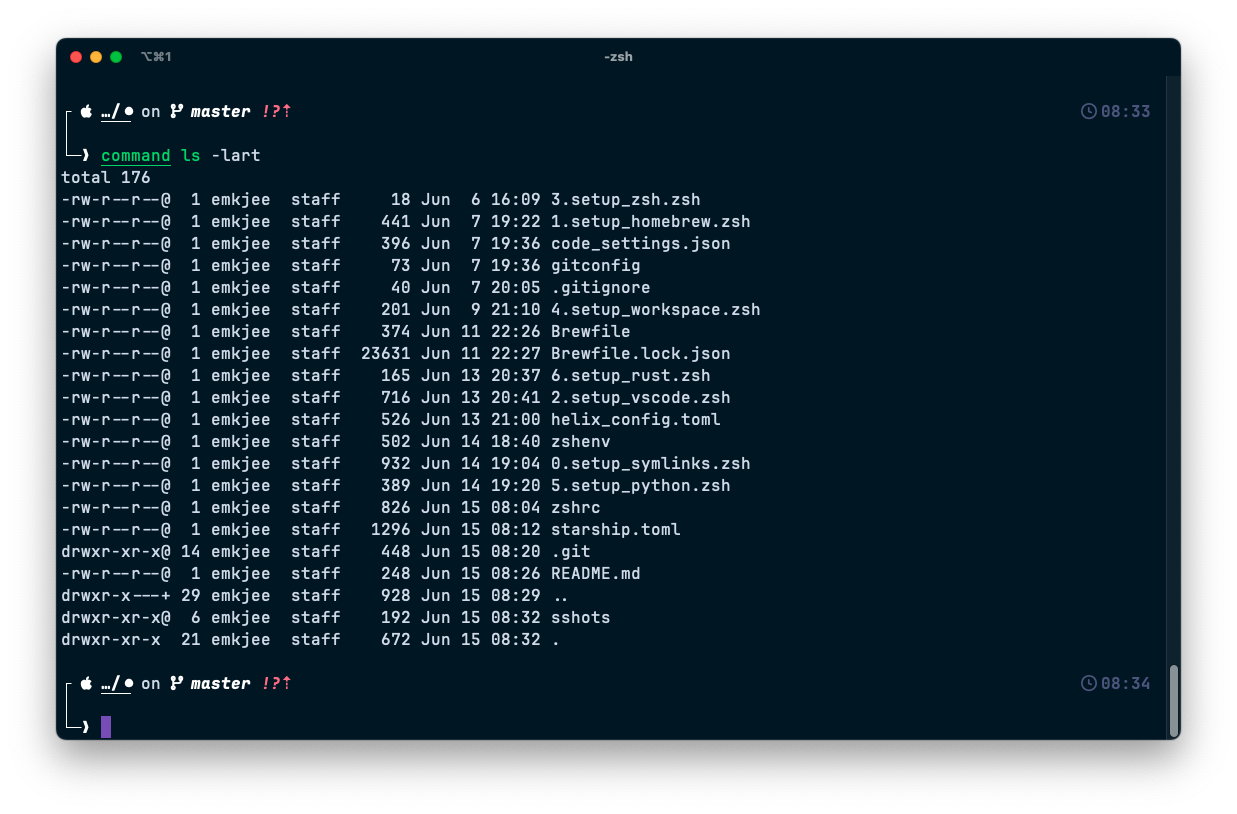 ⌥⌘1 -zsh
…/● on master !?⇡ 08:33
❯ command ls -lart
total 176
-rw-r--r--@  1 emkjee  staff     18 Jun  6 16:09 3.setup_zsh.zsh
-rw-r--r--@  1 emkjee  staff    441 Jun  7 19:22 1.setup_homebrew.zsh
-rw-r--r--@  1 emkjee  staff    396 Jun  7 19:36 code_settings.json
-rw-r--r--@  1 emkjee  staff     73 Jun  7 19:36 gitconfig
-rw-r--r--@  1 emkjee  staff     40 Jun  7 20:05 .gitignore
-rw-r--r--@  1 emkjee  staff    201 Jun  9 21:10 4.setup_workspace.zsh
-rw-r--r--@  1 emkjee  staff    374 Jun 11 22:26 Brewfile
-rw-r--r--@  1 emkjee  staff  23631 Jun 11 22:27 Brewfile.lock.json
-rw-r--r--@  1 emkjee  staff    165 Jun 13 20:37 6.setup_rust.zsh
-rw-r--r--@  1 emkjee  staff    716 Jun 13 20:41 2.setup_vscode.zsh
-rw-r--r--@  1 emkjee  staff    526 Jun 13 21:00 helix_config.toml
-rw-r--r--@  1 emkjee  staff    502 Jun 14 18:40 zshenv
-rw-r--r--@  1 emkjee  staff    932 Jun 14 19:04 0.setup_symlinks.zsh
-rw-r--r--@  1 emkjee  staff    389 Jun 14 19:20 5.setup_python.zsh
-rw-r--r--@  1 emkjee  staff    826 Jun 15 08:04 zshrc
-rw-r--r--@  1 emkjee  staff   1296 Jun 15 08:12 starship.toml
drwxr-xr-x@ 14 emkjee  staff    448 Jun 15 08:20 .git
-rw-r--r--@  1 emkjee  staff    248 Jun 15 08:26 README.md
drwxr-x---+ 29 emkjee  staff    928 Jun 15 08:29 ..
drwxr-xr-x@  6 emkjee  staff    192 Jun 15 08:32 sshots
drwxr-xr-x  21 emkjee  staff    672 Jun 15 08:32 .
…/● on master !?⇡ 08:34
❯